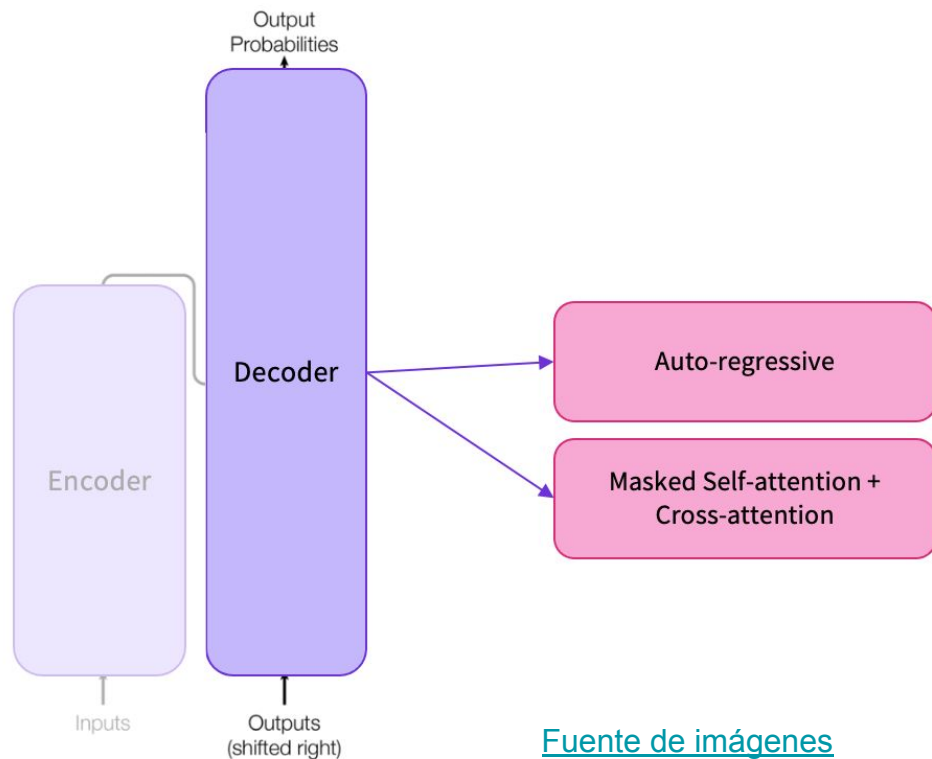 Output
Probabilities
Decoder
Encoder
Auto-regressive
Masked Self-attention +
Cross-attention
Inputs
Outputs
(shifted right)
Fuente de imágenes